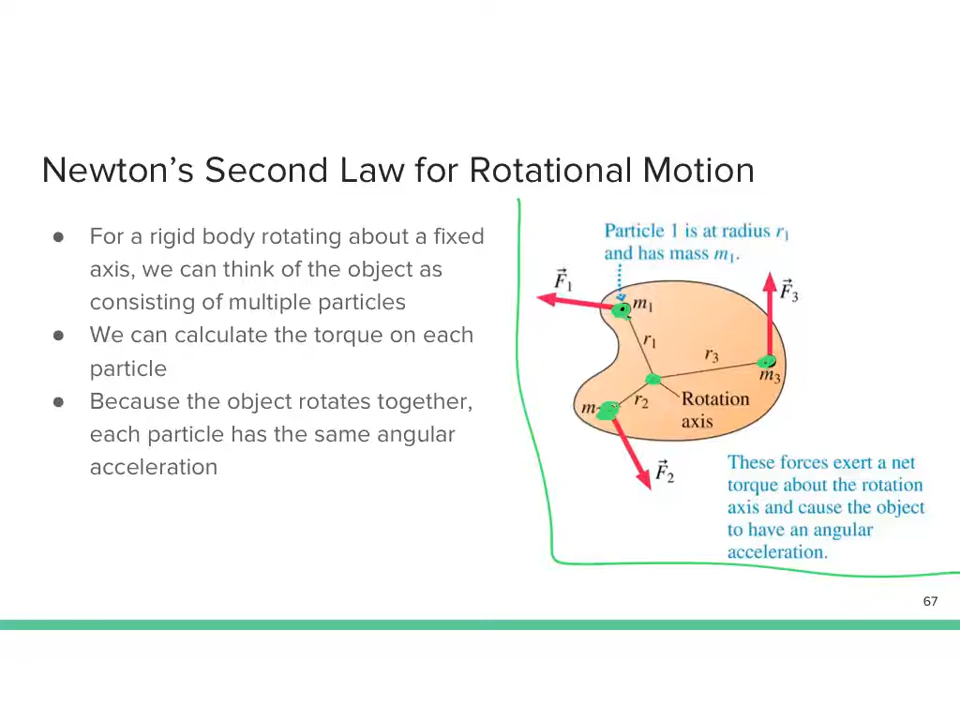 Newton's Second Law for Rotational Motion
● For a rigid body rotating about a fixed
axis, we can think of the object as
consisting of multiple particles
● We can calculate the torque on each
particle
● Because the object rotates together,
each particle has the same angular
acceleration
Particle 1 is at radius r₁
and has mass m₁.
F⃗₁
F⃗₃
m₁
r₁
r₃
m₃
m
r₂
Rotation
axis
F⃗₂
These forces exert a net
torque about the rotation
axis and cause the object
to have an angular
acceleration.
67